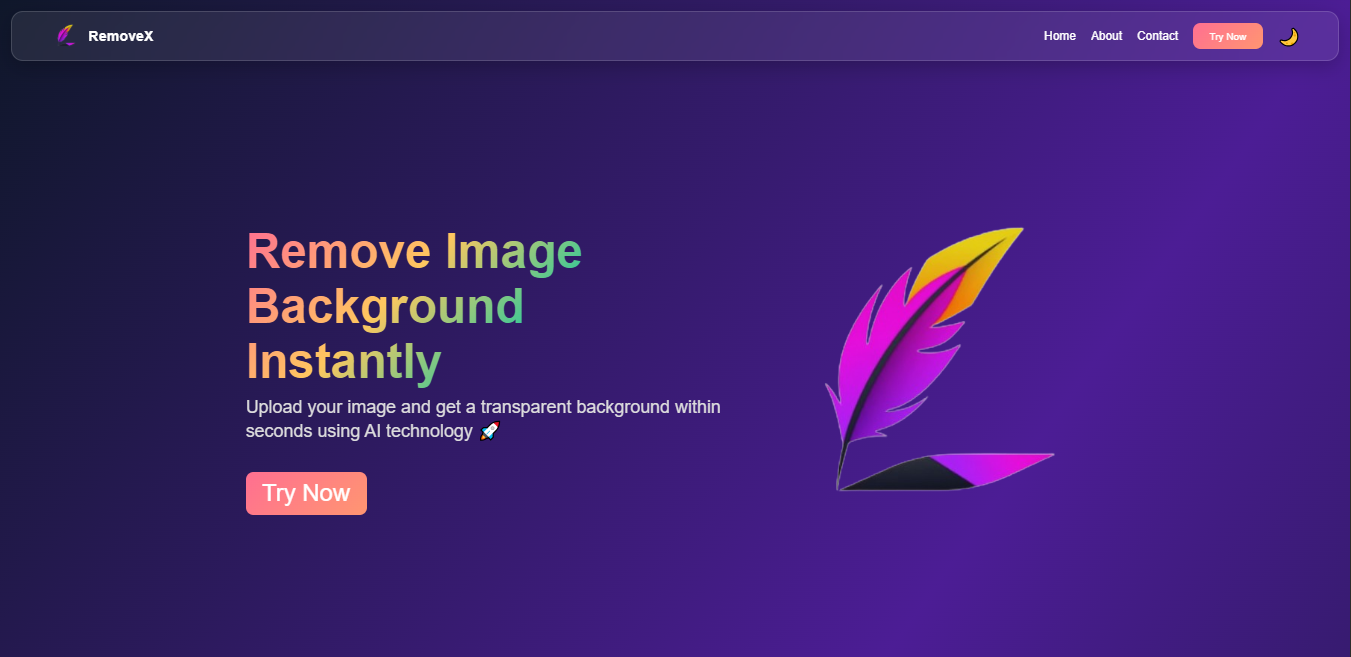 RemoveX
Home About Contact Try Now 🌙
Remove Image
Background
Instantly
Upload your image and get a transparent background within
seconds using AI technology 🚀
Try Now